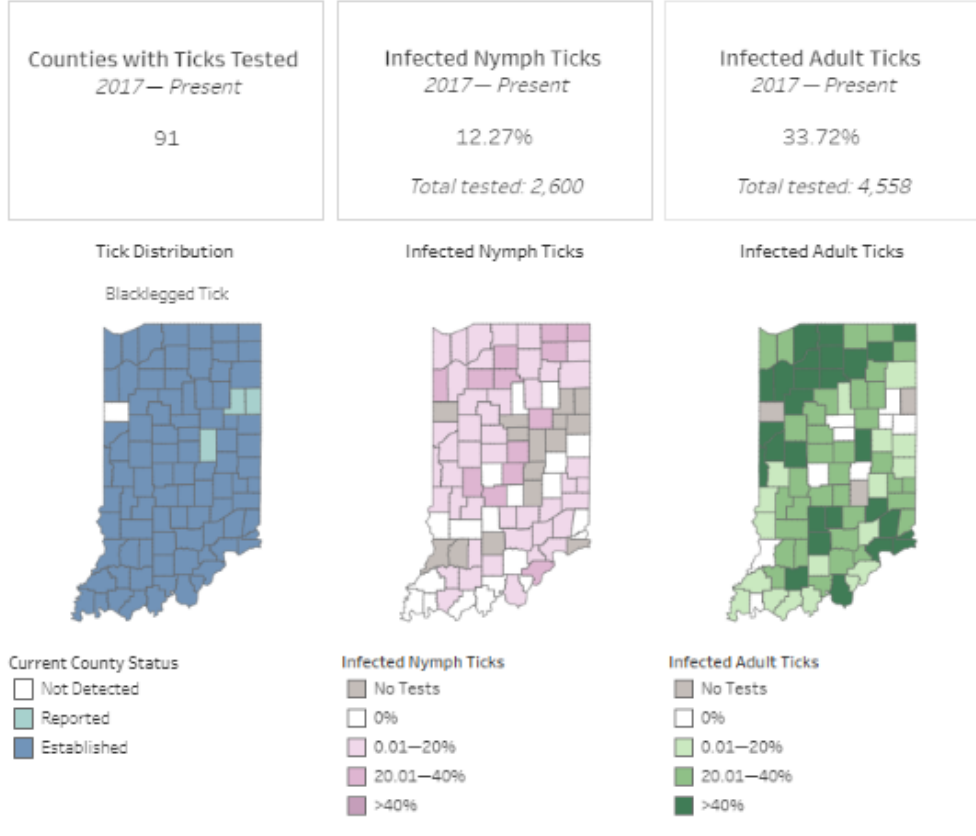 Counties with Ticks Tested
2017— Present
91
Infected Nymph Ticks
2017— Present
12.27%
Total tested: 2,600
Infected Adult Ticks
2017— Present
33.72%
Total tested: 4,558
Tick Distribution
Blacklegged Tick
Infected Nymph Ticks
Infected Adult Ticks
Current County Status
Not Detected
Reported
Established
Infected Nymph Ticks
No Tests
0%
0.01—20%
20.01—40%
>40%
Infected Adult Ticks
No Tests
0%
0.01—20%
20.01—40%
>40%